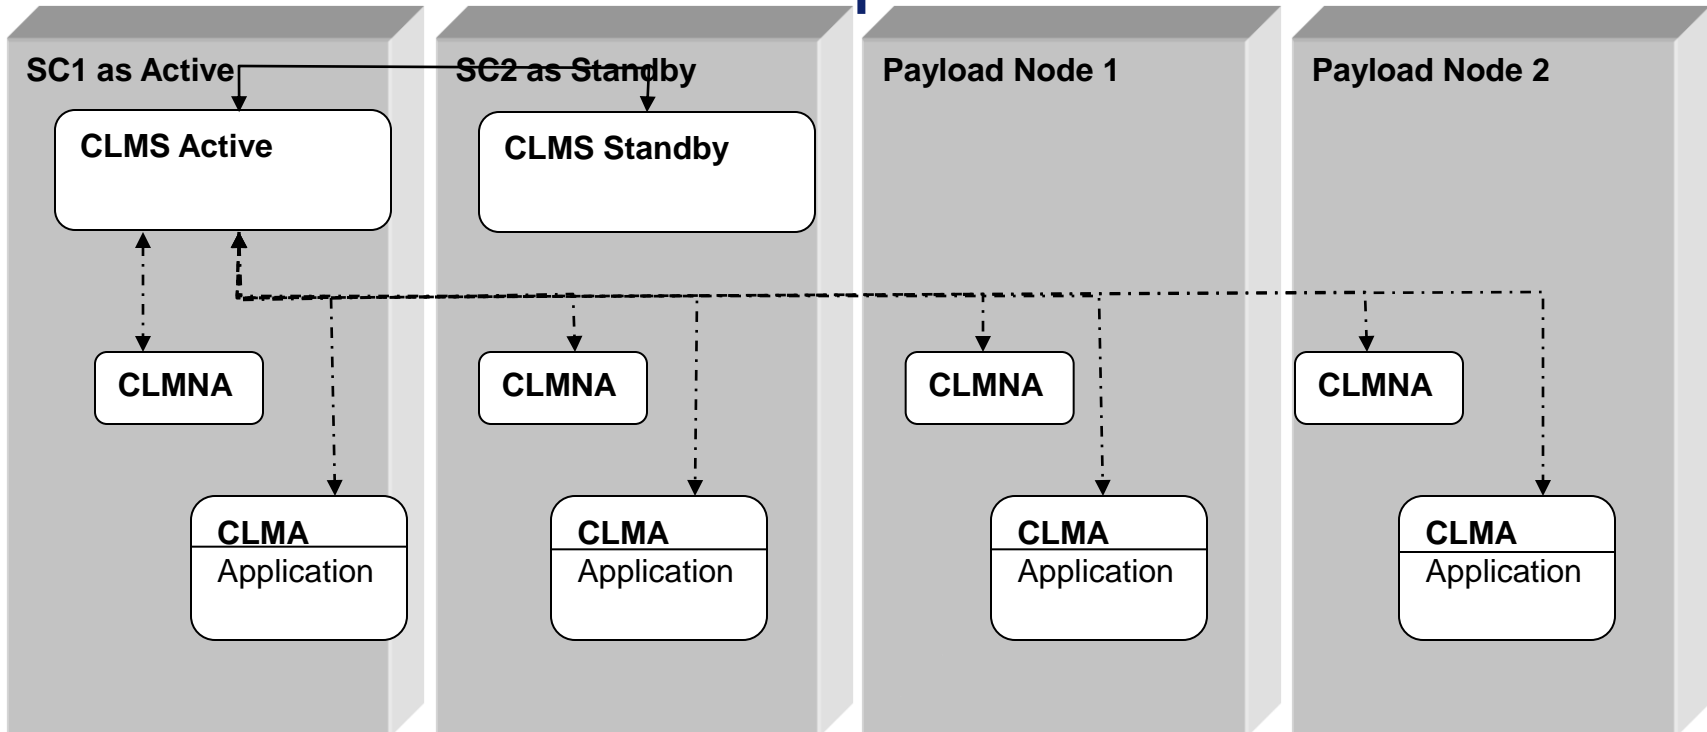 SC1 as Active
CLMS Active
CLMNA
CLMA
Application
SC2 as Standby
CLMS Standby
CLMNA
CLMA
Application
Payload Node 1
CLMNA
CLMA
Application
Payload Node 2
CLMNA
CLMA
Application